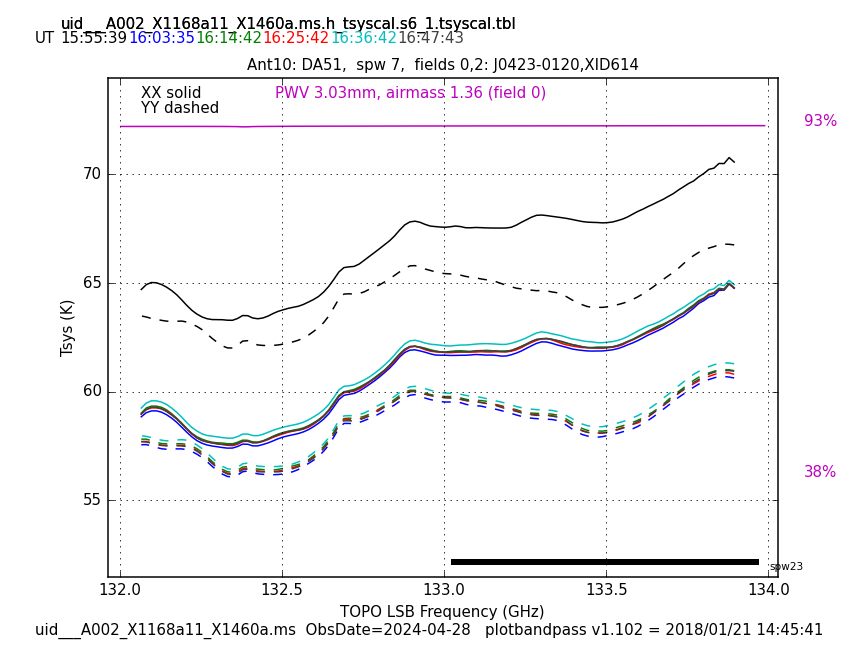 uid___A002_X1168a11_X1460a.ms.h_tsyscal.s6_1.tsyscal.tbl
UT 15:55:39 16:03:35 16:14:42 16:25:42 16:36:42 16:47:43
Ant10: DA51,  spw 7,  fields 0,2: J0423-0120,XID614
XX solid PWV 3.03mm, airmass 1.36 (field 0)
YY dashed
93%
70
65
60
55
38%
Tsys (K)
spw23
132.0 132.5 133.0 133.5 134.0
TOPO LSB Frequency (GHz)
uid___A002_X1168a11_X1460a.ms  ObsDate=2024-04-28   plotbandpass v1.102 = 2018/01/21 14:45:41